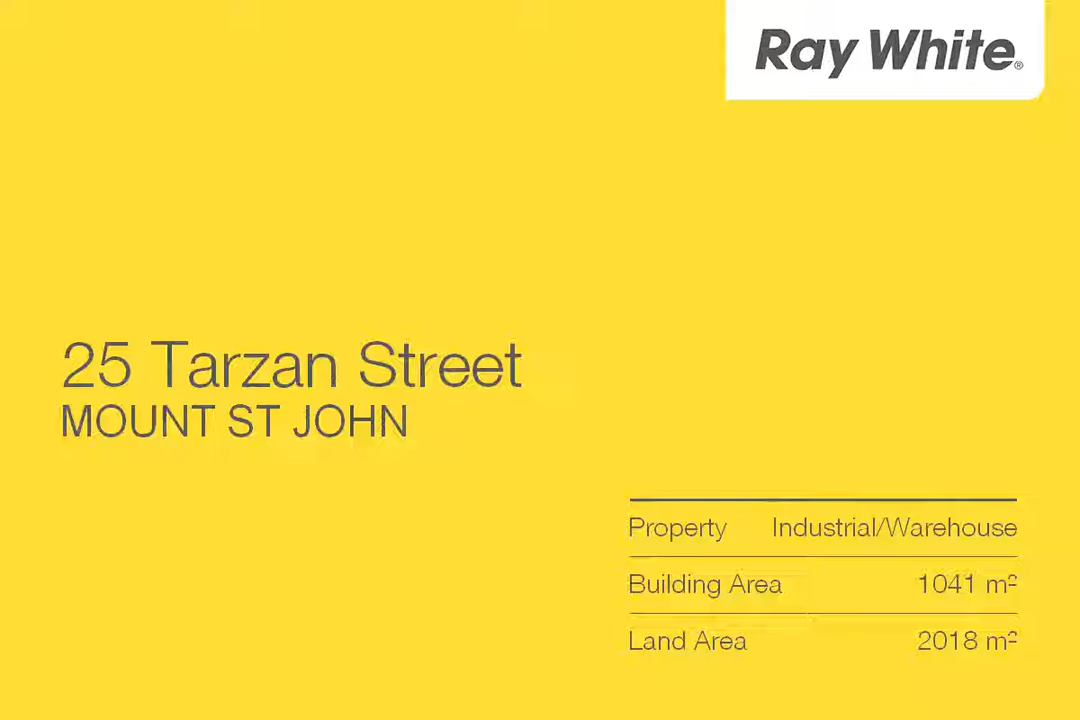 Ray White®
25 Tarzan Street
MOUNT ST JOHN
Property Industrial/Warehouse
Building Area 1041 m²
Land Area 2018 m²